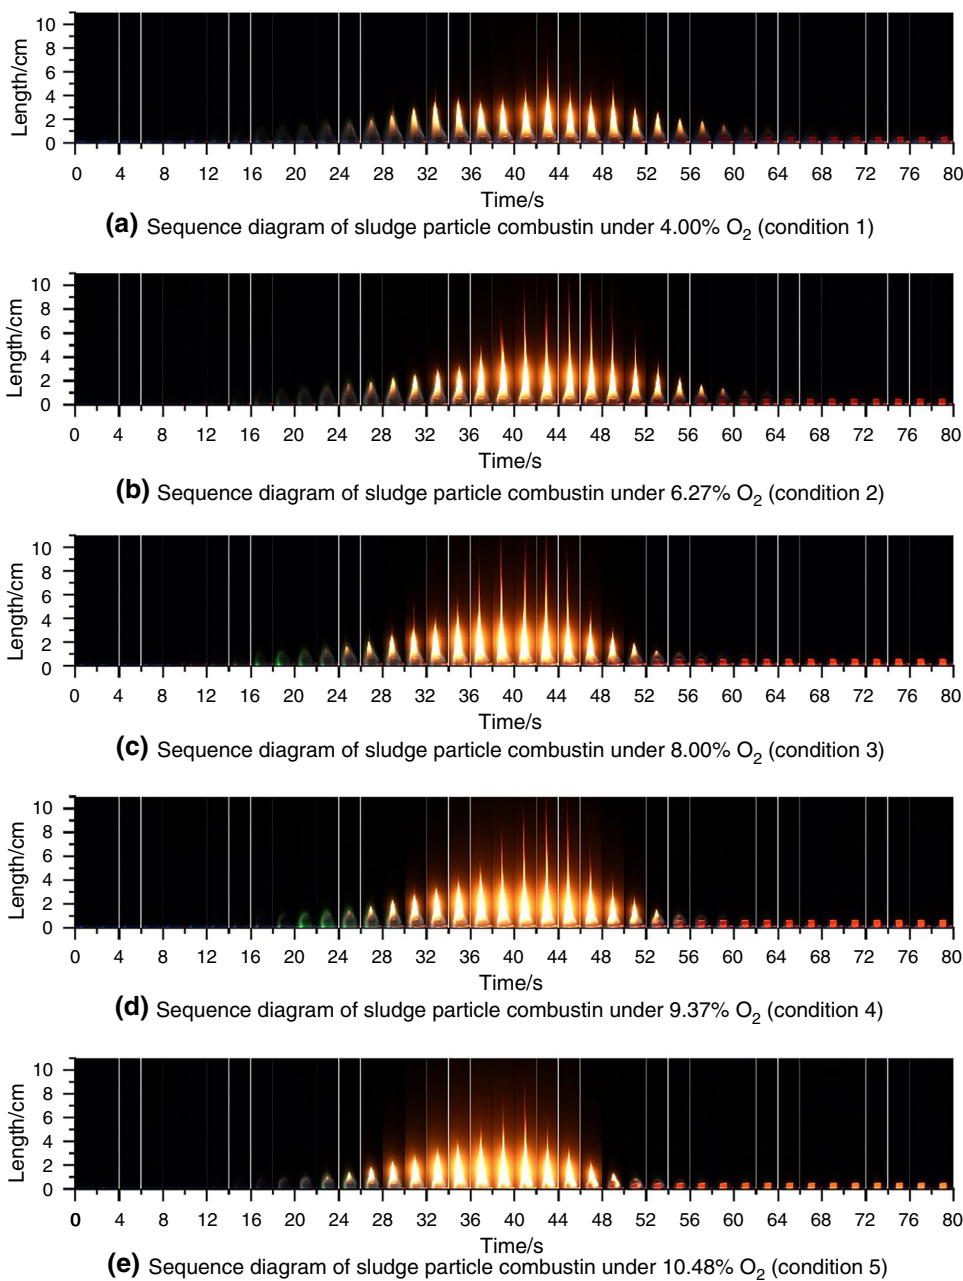 Length/cm
10
8
6
4
2
0
0 4 8 12 16 20 24 28 32 36 40 44 48 52 56 60 64 68 72 76 80
Time/s
(a) Sequence diagram of sludge particle combustin under 4.00% O2 (condition 1)
Length/cm
10
8
6
4
2
0
0 4 8 12 16 20 24 28 32 36 40 44 48 52 56 60 64 68 72 76 80
Time/s
(b) Sequence diagram of sludge particle combustin under 6.27% O2 (condition 2)
Length/cm
10
8
6
4
2
0
0 4 8 12 16 20 24 28 32 36 40 44 48 52 56 60 64 68 72 76 80
Time/s
(c) Sequence diagram of sludge particle combustin under 8.00% O2 (condition 3)
Length/cm
10
8
6
4
2
0
0 4 8 12 16 20 24 28 32 36 40 44 48 52 56 60 64 68 72 76 80
Time/s
(d) Sequence diagram of sludge particle combustin under 9.37% O2 (condition 4)
Length/cm
10
8
6
4
2
0
0 4 8 12 16 20 24 28 32 36 40 44 48 52 56 60 64 68 72 76 80
Time/s
(e) Sequence diagram of sludge particle combustin under 10.48% O2 (condition 5)